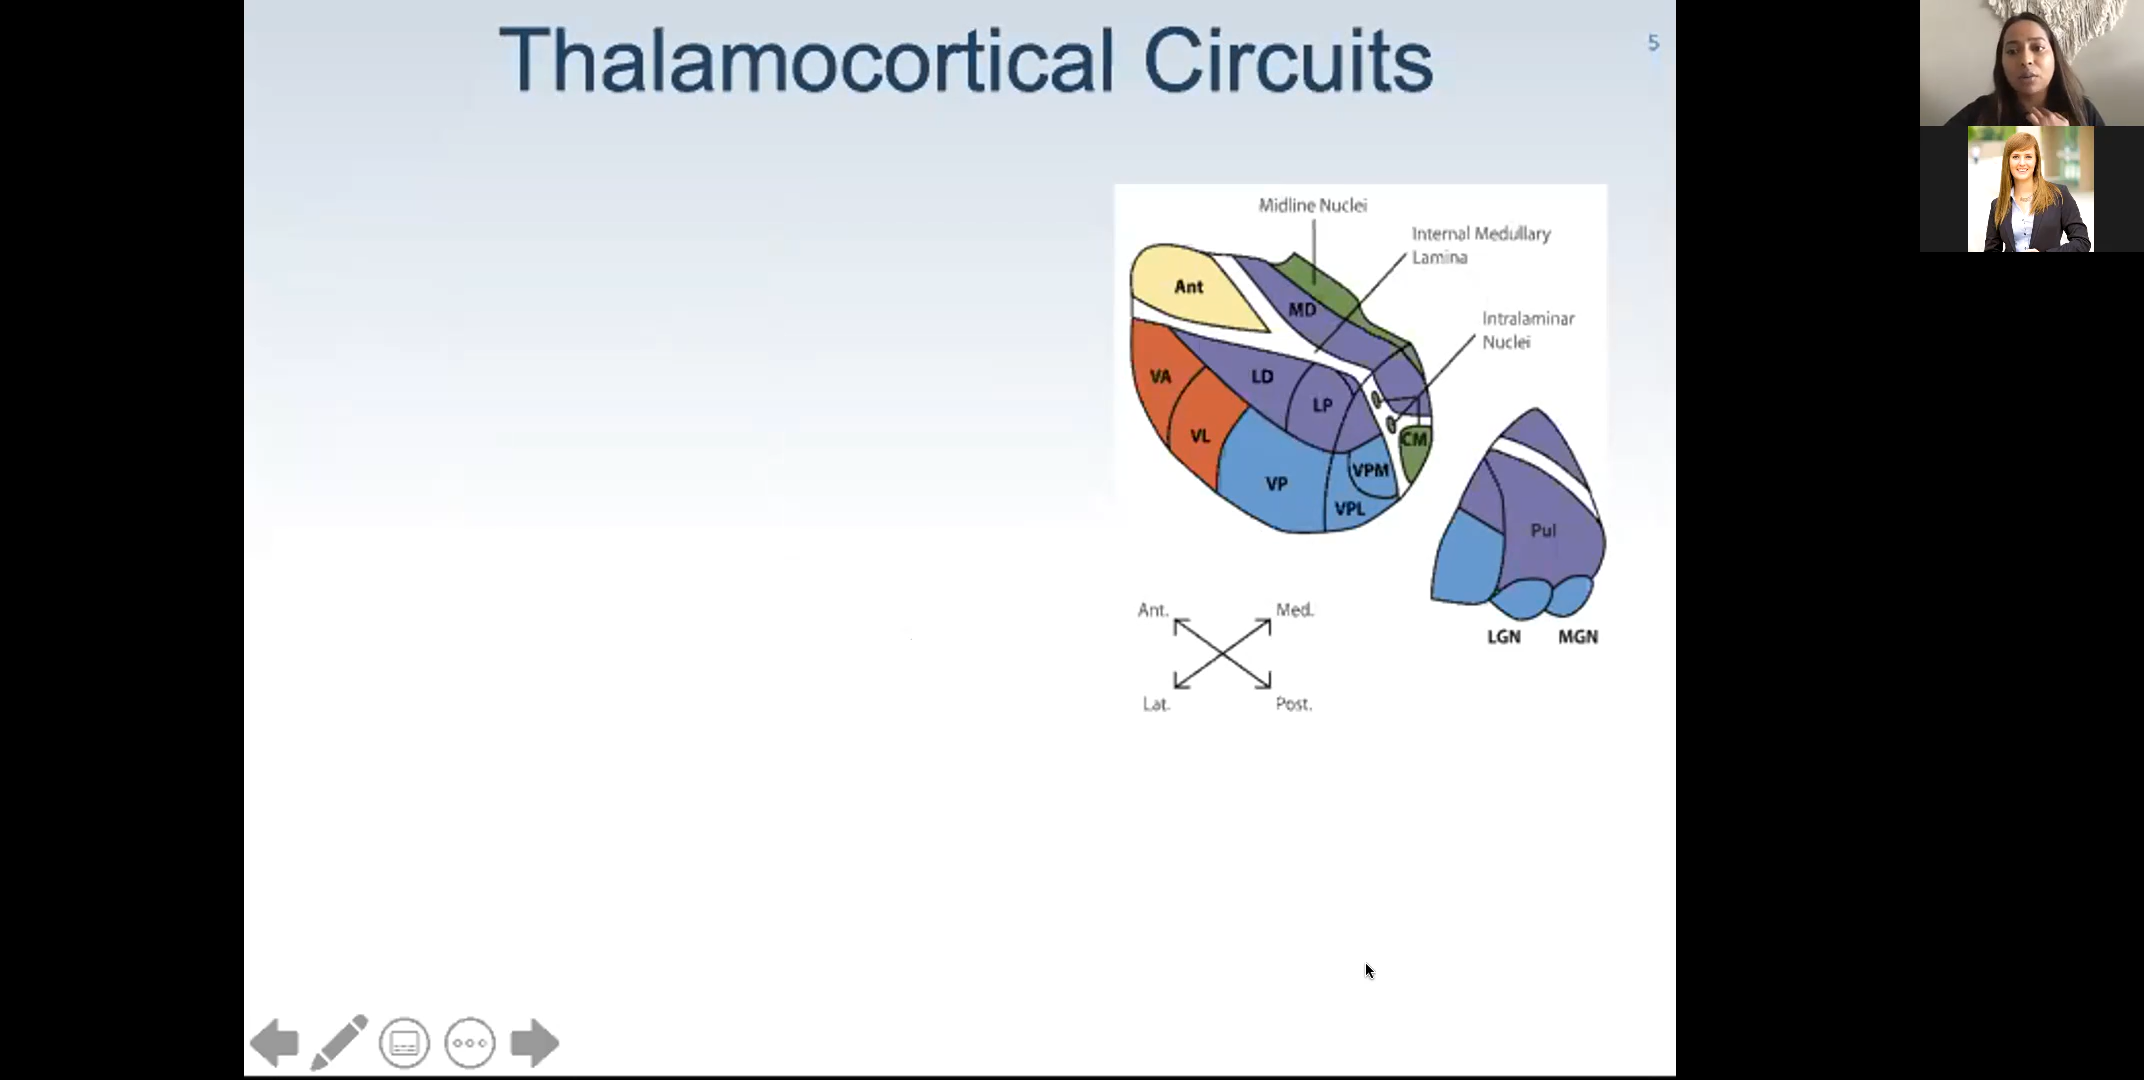 Thalamocortical Circuits
5
Midline Nuclei
Internal Medullary
Lamina
Ant
MD
Intralaminar
Nuclei
VA
LD
LP
VL
CM
VPM
VP
VPL
Pul
Ant.
Med.
LGN
MGN
Lat.
Post.